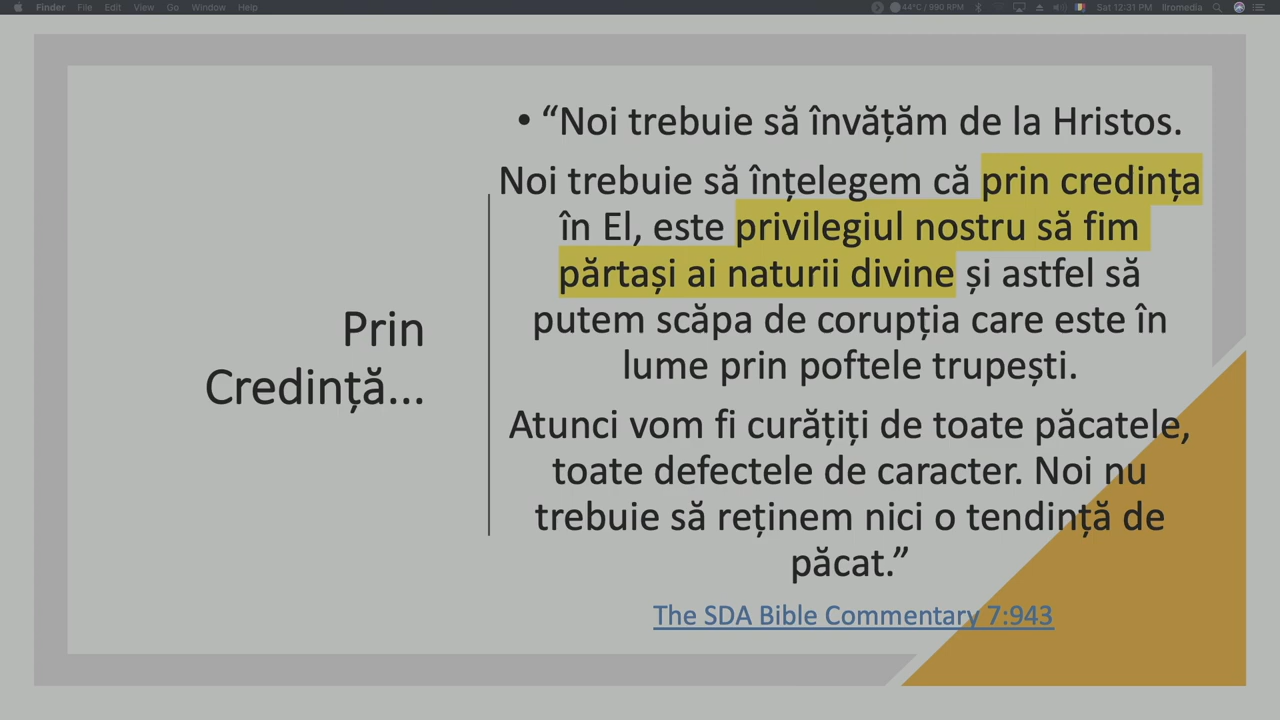 Finder File Edit View Go Window Help
44°C / 990 RPM Sat 12:31 PM llromedia
Prin
Credință...
• “Noi trebuie să învățăm de la Hristos.
Noi trebuie să înțelegem că prin credința
în El, este privilegiul nostru să fim
părtași ai naturii divine și astfel să
putem scăpa de corupția care este în
lume prin poftele trupești.
Atunci vom fi curățiți de toate păcatele,
toate defectele de caracter. Noi nu
trebuie să reținem nici o tendință de
păcat.”
The SDA Bible Commentary 7:943